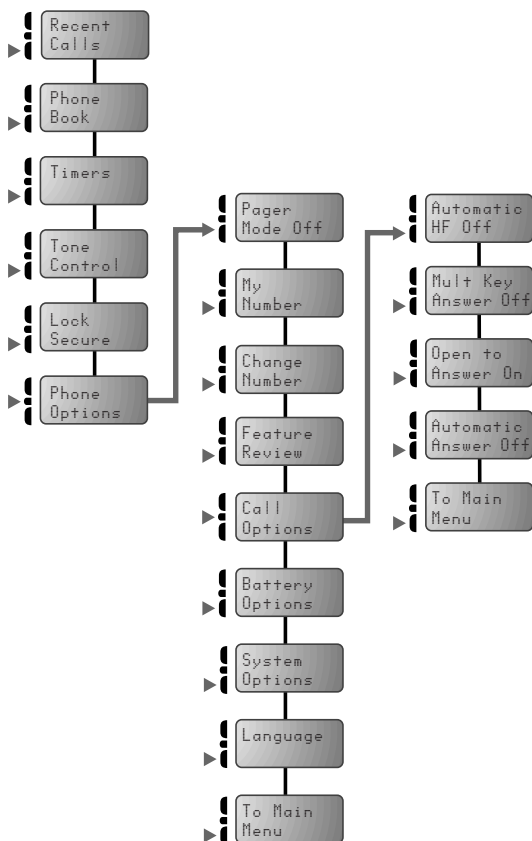 Recent
Calls
Phone
Book
Timers
Tone
Control
Lock
Secure
Phone
Options
Pager
Mode Off
My
Number
Change
Number
Feature
Review
Call
Options
Battery
Options
System
Options
Language
To Main
Menu
Automatic
HF Off
Mult Key
Answer Off
Open to
Answer On
Automatic
Answer Off
To Main
Menu